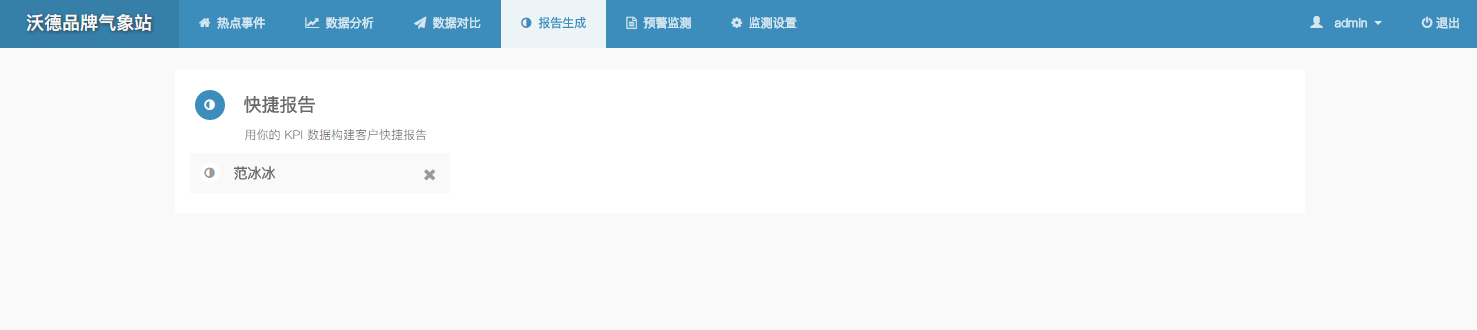 沃德品牌气象站 热点事件 数据分析 数据对比 报告生成 预警监测 监测设置 admin 退出
快捷报告
用你的 KPI 数据构建客户快捷报告
范冰冰